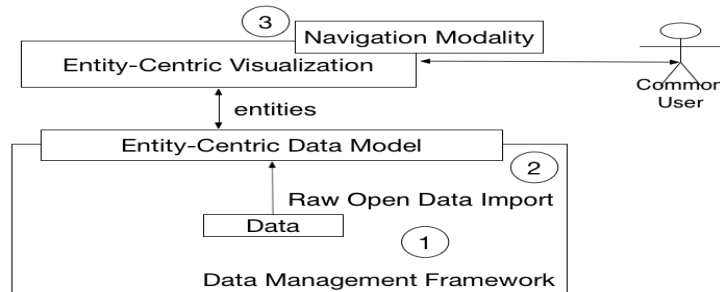 3
Navigation Modality
Entity-Centric Visualization
Common
User
entities
Entity-Centric Data Model
2
Raw Open Data Import
Data
1
Data Management Framework